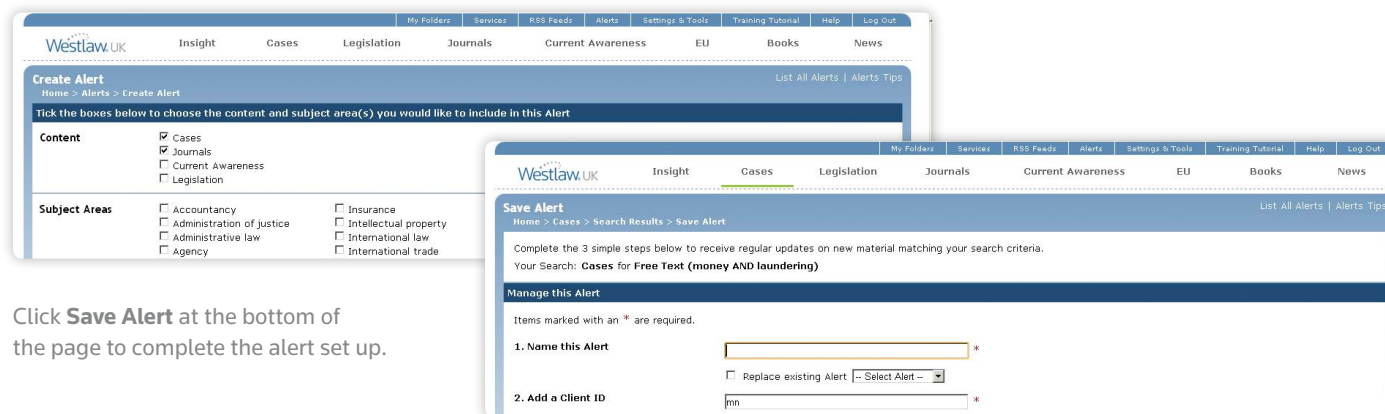 My Folders Services RSS Feeds Alerts Settings & Tools Training Tutorial Help Log Out
Westlaw.UK Insight Cases Legislation Journals Current Awareness EU Books News
Create Alert List All Alerts | Alerts Tips
Home > Alerts > Create Alert
Tick the boxes below to choose the content and subject area(s) you would like to include in this Alert
Content Cases
Journals
Current Awareness
Legislation
Subject Areas Accountancy Insurance
Administration of justice Intellectual property
Administrative law International law
Agency International trade
Click Save Alert at the bottom of
the page to complete the alert set up.
My Folders Services RSS Feeds Alerts Settings & Tools Training Tutorial Help Log Out
Westlaw.UK Insight Cases Legislation Journals Current Awareness EU Books News
Save Alert List All Alerts | Alerts Tips
Home > Cases > Search Results > Save Alert
Complete the 3 simple steps below to receive regular updates on new material matching your search criteria.
Your Search: Cases for Free Text (money AND laundering)
Manage this Alert
Items marked with an * are required.
1. Name this Alert *
Replace existing Alert -- Select Alert --
2. Add a Client ID mn *